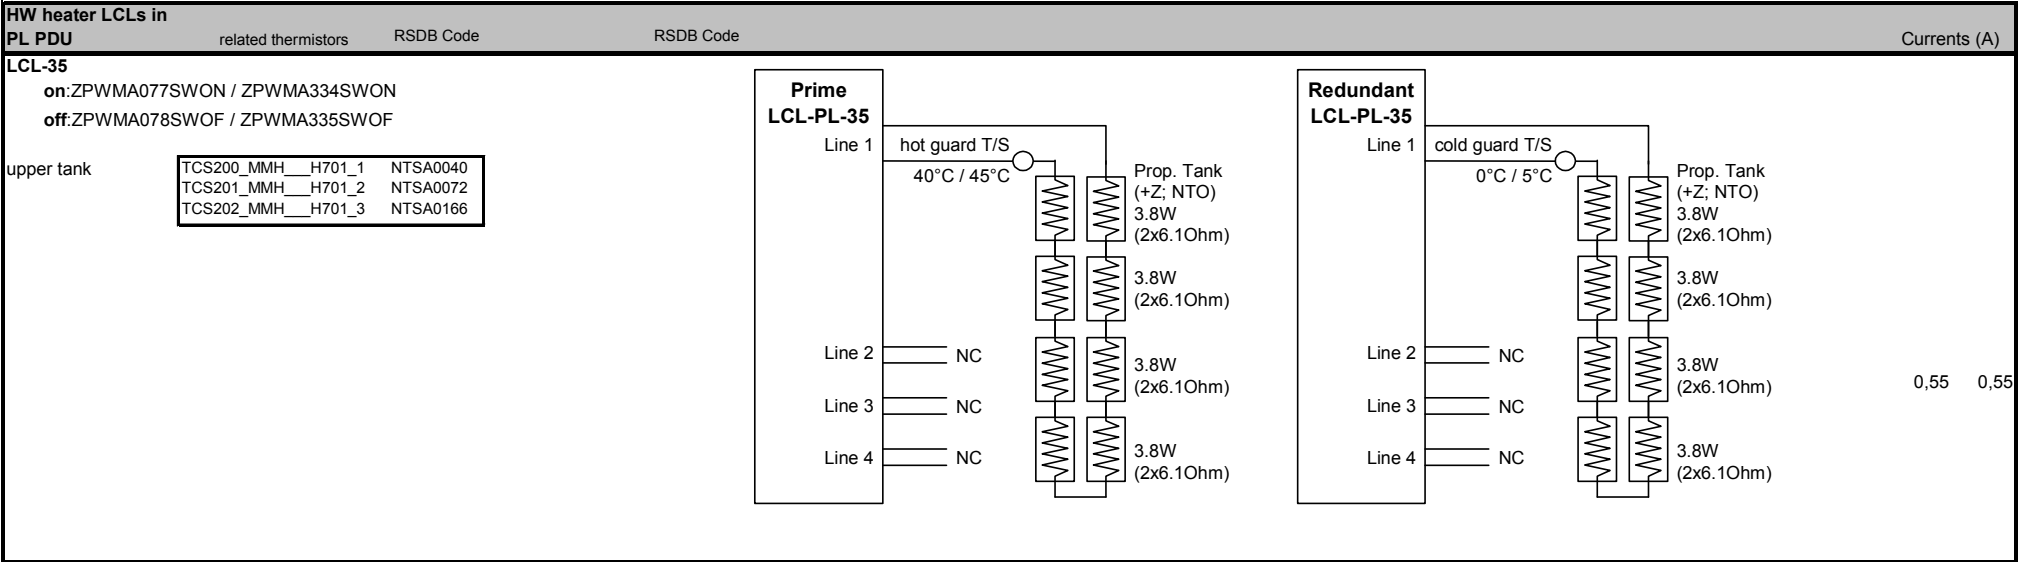 HW heater LCLs in
PL PDU related thermistors RSDB Code RSDB Code Currents (A)
LCL-35
on:ZPWMA077SWON / ZPWMA334SWON
off:ZPWMA078SWOF / ZPWMA335SWOF
upper tank
TCS200_MMH___H701_1 NTSA0040
TCS201_MMH___H701_2 NTSA0072
TCS202_MMH___H701_3 NTSA0166
Prime
LCL-PL-35
Line 1 hot guard T/S
40°C / 45°C
Prop. Tank
(+Z; NTO)
3.8W
(2x6.1Ohm)
3.8W
(2x6.1Ohm)
Line 2 NC
3.8W
(2x6.1Ohm)
Line 3 NC
3.8W
(2x6.1Ohm)
Line 4 NC
Redundant
LCL-PL-35
Line 1 cold guard T/S
0°C / 5°C
Prop. Tank
(+Z; NTO)
3.8W
(2x6.1Ohm)
3.8W
(2x6.1Ohm)
Line 2 NC
3.8W
(2x6.1Ohm)
Line 3 NC
3.8W
(2x6.1Ohm)
Line 4 NC
0,55 0,55